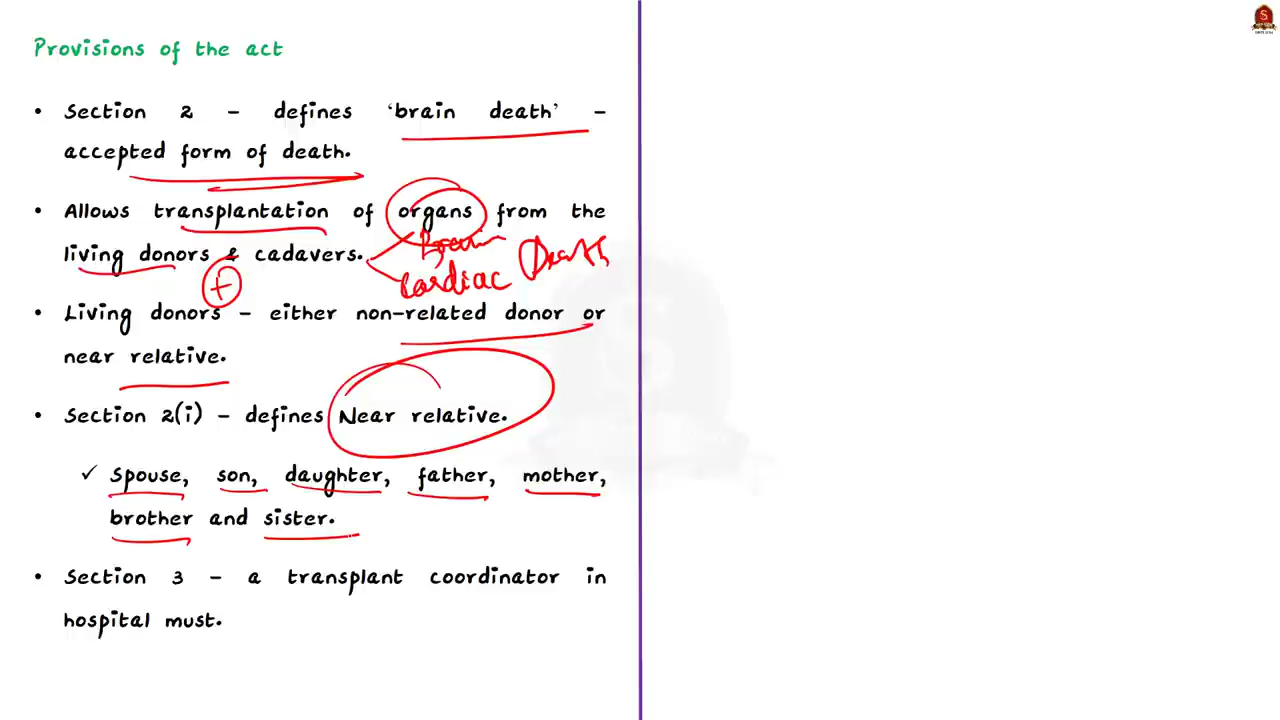 Provisions of the act
• Section 2 - defines 'brain death' -
accepted form of death.
• Allows transplantation of organs from the
living donors & cadavers.
Brain
Cardiac Death
• Living donors - either non-related donor or
near relative.
• Section 2(i) - defines Near relative.
✓ Spouse, son, daughter, father, mother,
brother and sister.
• Section 3 - a transplant coordinator in
hospital must.